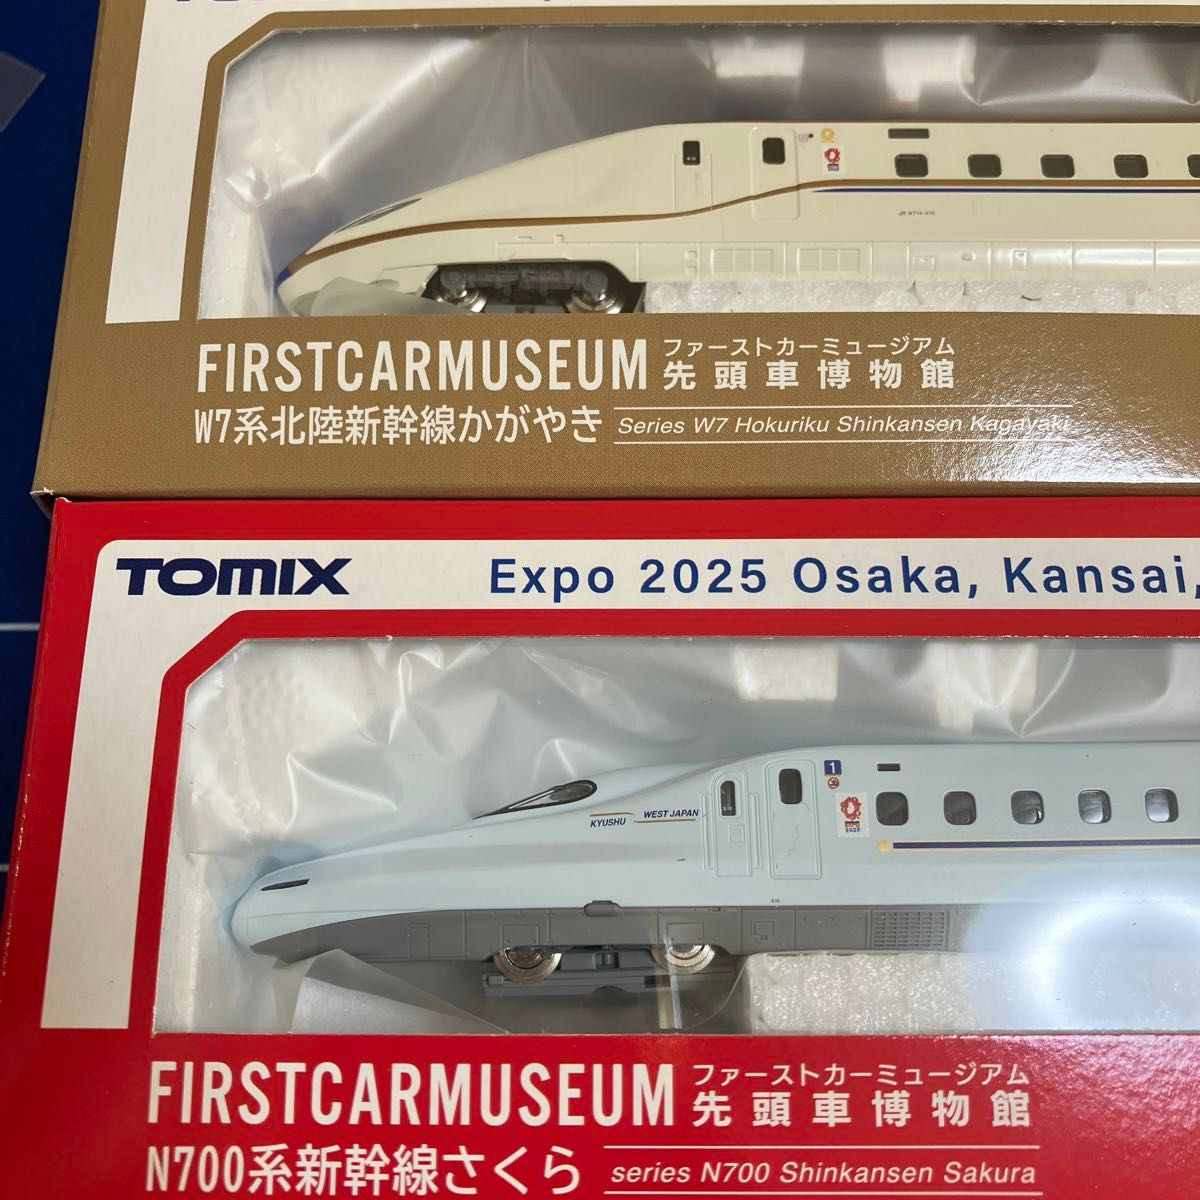 FIRSTCARMUSEUM ファーストカーミュージアム
先頭車博物館
W7系北陸新幹線かがやき Series W7 Hokuriku Shinkansen Kagayaki
TOMIX Expo 2025 Osaka, Kansai,
1
KYUSHU WEST JAPAN
EXPO
2025
FIRSTCARMUSEUM ファーストカーミュージアム
先頭車博物館
N700系新幹線さくら series N700 Shinkansen Sakura